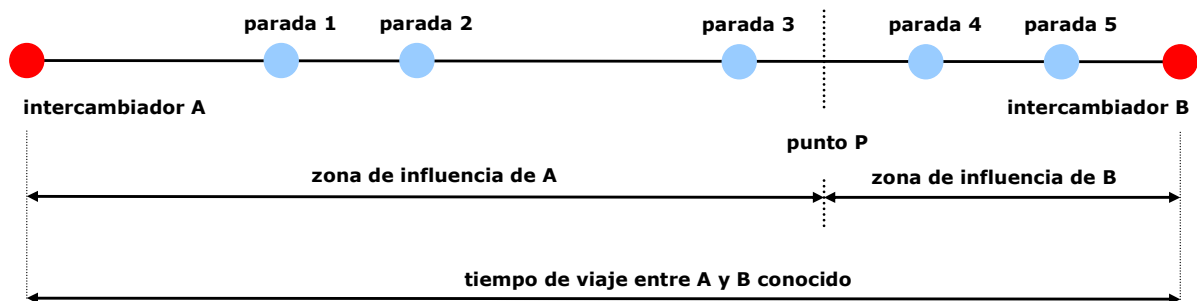 parada 1
parada 2
parada 3
parada 4
parada 5
intercambiador A
intercambiador B
punto P
zona de influencia de A
zona de influencia de B
tiempo de viaje entre A y B conocido